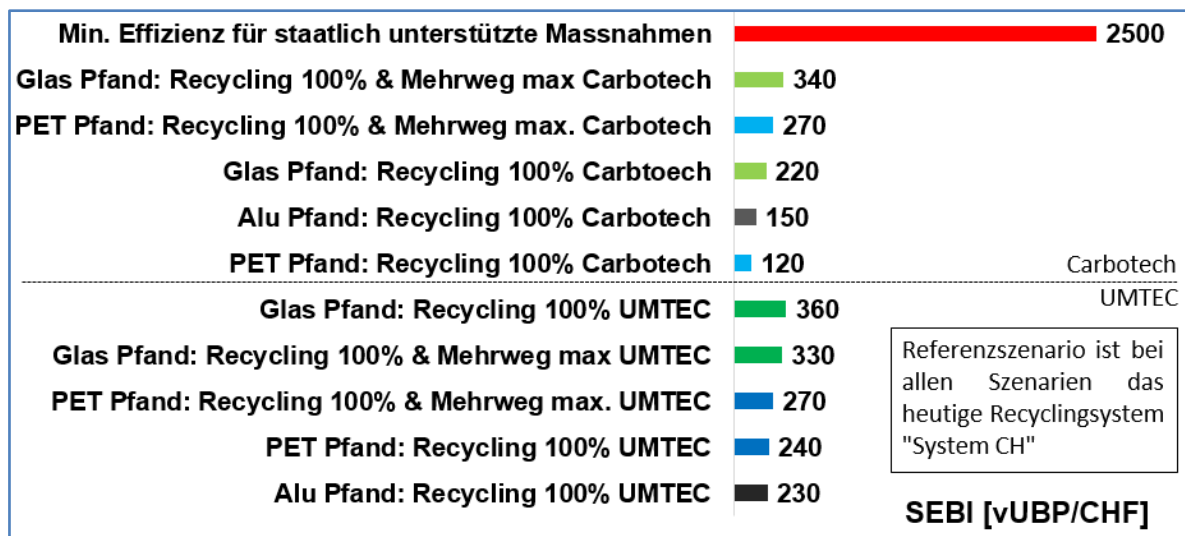 Min. Effizienz für staatlich unterstützte Massnahmen 2500
Glas Pfand: Recycling 100% & Mehrweg max Carbotech 340
PET Pfand: Recycling 100% & Mehrweg max. Carbotech 270
Glas Pfand: Recycling 100% Carbtoech 220
Alu Pfand: Recycling 100% Carbotech 150
PET Pfand: Recycling 100% Carbotech 120
Carbotech
UMTEC
Glas Pfand: Recycling 100% UMTEC 360
Glas Pfand: Recycling 100% & Mehrweg max UMTEC 330
PET Pfand: Recycling 100% & Mehrweg max. UMTEC 270
PET Pfand: Recycling 100% UMTEC 240
Alu Pfand: Recycling 100% UMTEC 230
Referenzszenario ist bei
allen Szenarien das
heutige Recyclingsystem
"System CH"
SEBI [vUBP/CHF]